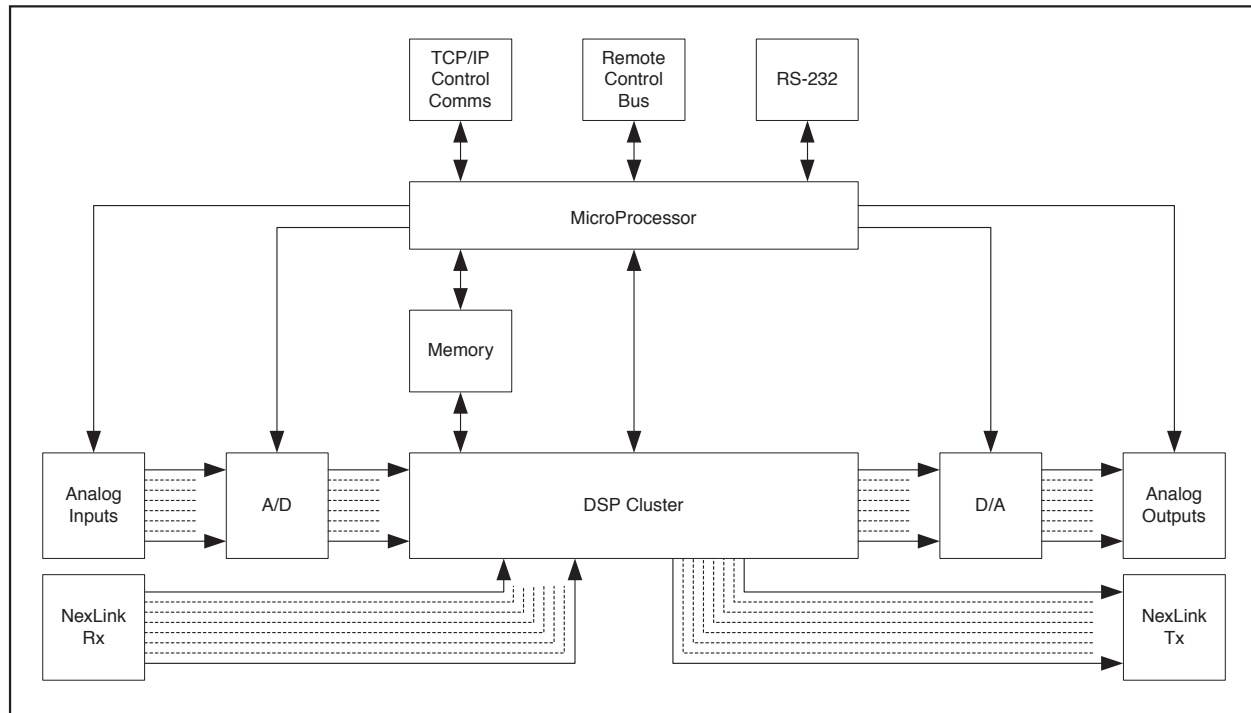 TCP/IP
Control
Comms
Remote
Control
Bus
RS-232
MicroProcessor
Memory
Analog
Inputs
A/D
DSP Cluster
D/A
Analog
Outputs
NexLink
Rx
NexLink
Tx